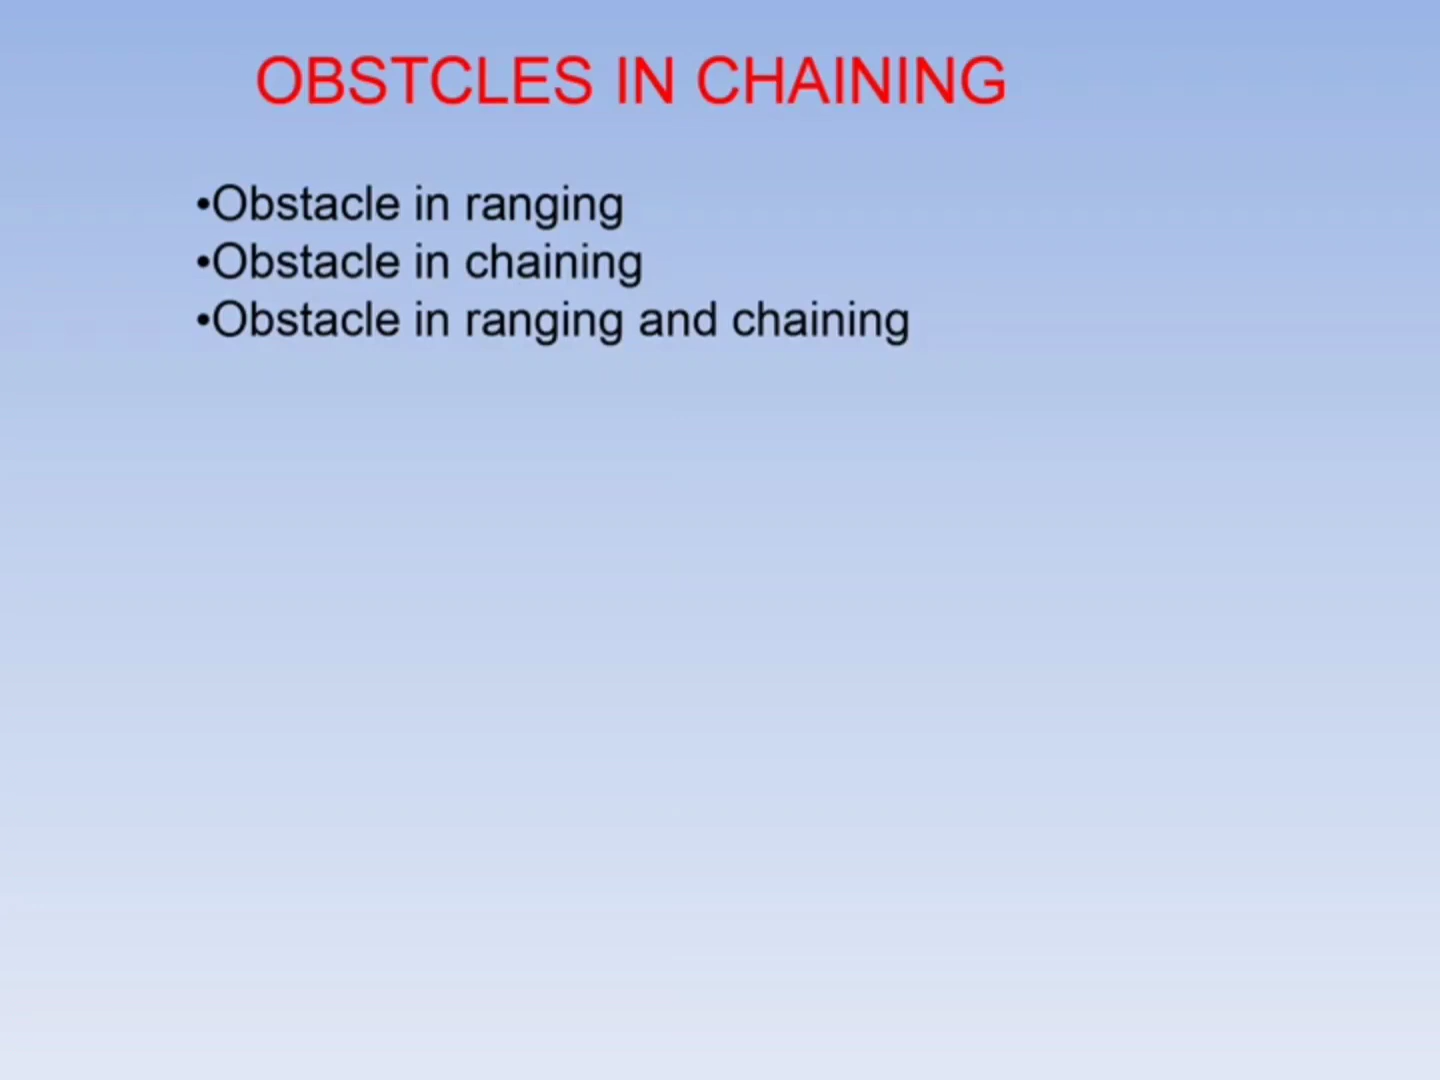 OBSTCLES IN CHAINING
•Obstacle in ranging
•Obstacle in chaining
•Obstacle in ranging and chaining